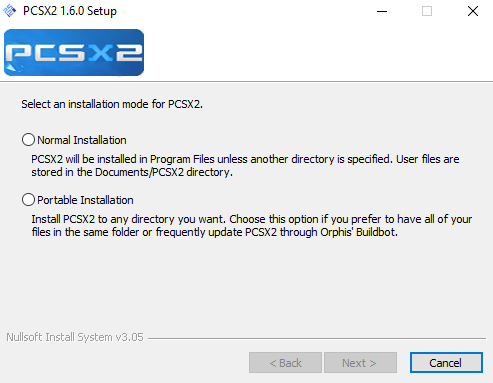 PCSX2 1.6.0 Setup
PCSX2
Select an installation mode for PCSX2.
Normal Installation
PCSX2 will be installed in Program Files unless another directory is specified. User files are
stored in the Documents/PCSX2 directory.
Portable Installation
Install PCSX2 to any directory you want. Choose this option if you prefer to have all of your
files in the same folder or frequently update PCSX2 through Orphis' Buildbot.
Nullsoft Install System v3.05
< Back
Next >
Cancel